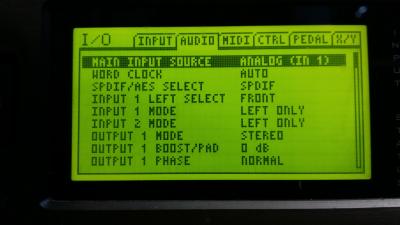 I/O INPUT AUDIO MIDI CTRL PEDAL X/Y
MAIN INPUT SOURCE ANALOG (IN 1)
WORD CLOCK AUTO
SPDIF/AES SELECT SPDIF
INPUT 1 LEFT SELECT FRONT
INPUT 1 MODE LEFT ONLY
INPUT 2 MODE LEFT ONLY
OUTPUT 1 MODE STEREO
OUTPUT 1 BOOST/PAD 0 dB
OUTPUT 1 PHASE NORMAL